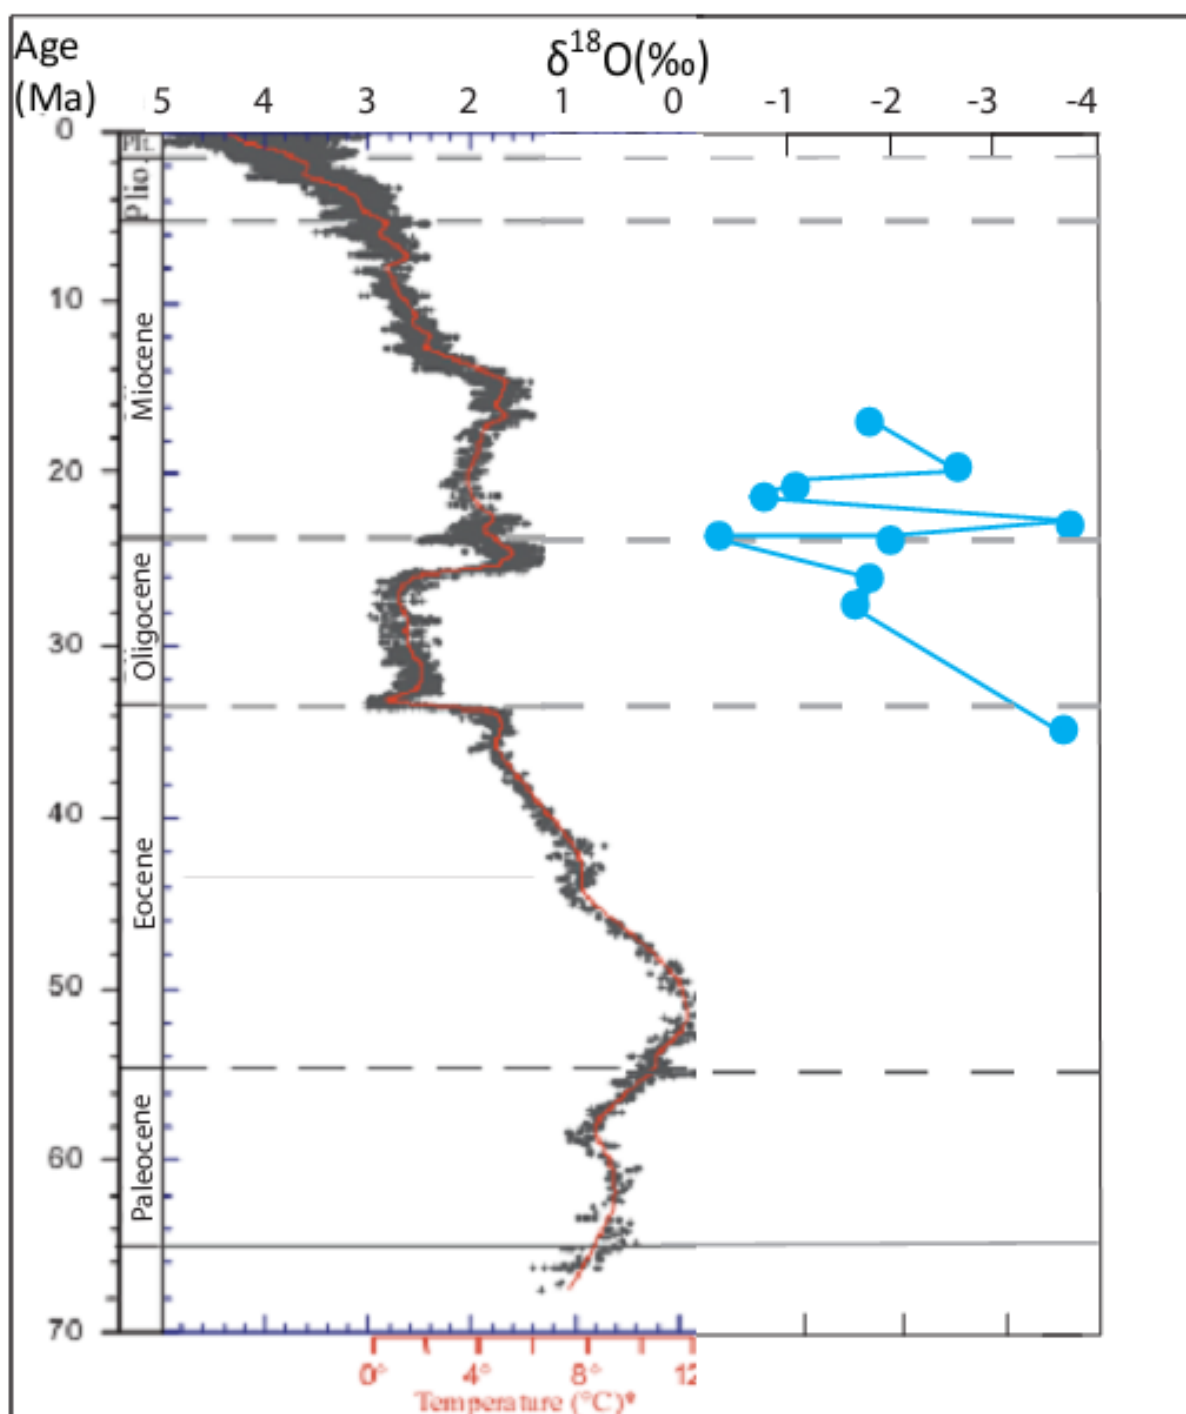 Age
(Ma)
δ18O(‰)
5 4 3 2 1 0 -1 -2 -3 -4
0
Plt.
Plio
10
Miocene
20
Oligocene
30
40
Eocene
50
60
Paleocene
70
0° 4° 8° 12
Temperature (°C)*